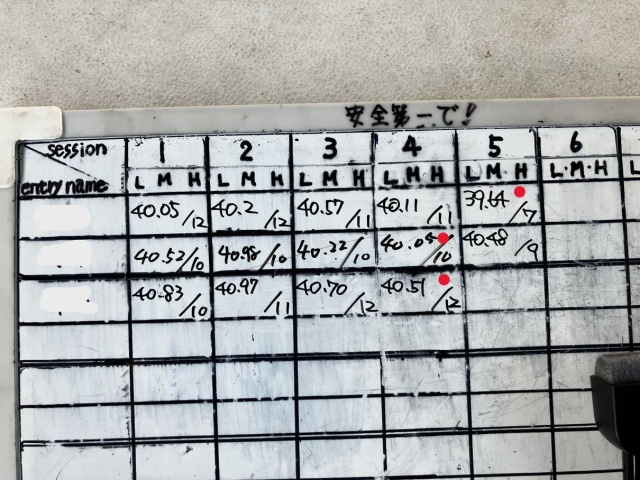 安全第一で!
session 1 2 3 4 5 6
entry name L M H L M H L M H L M H L M H L・M・H L
40.05/12 40.2/12 40.57/11 40.11/11 39.64/7
40.52/10 40.98/10 40.22/10 40.05/10 40.48/9
40.83/10 40.97/11 40.70/12 40.51/12